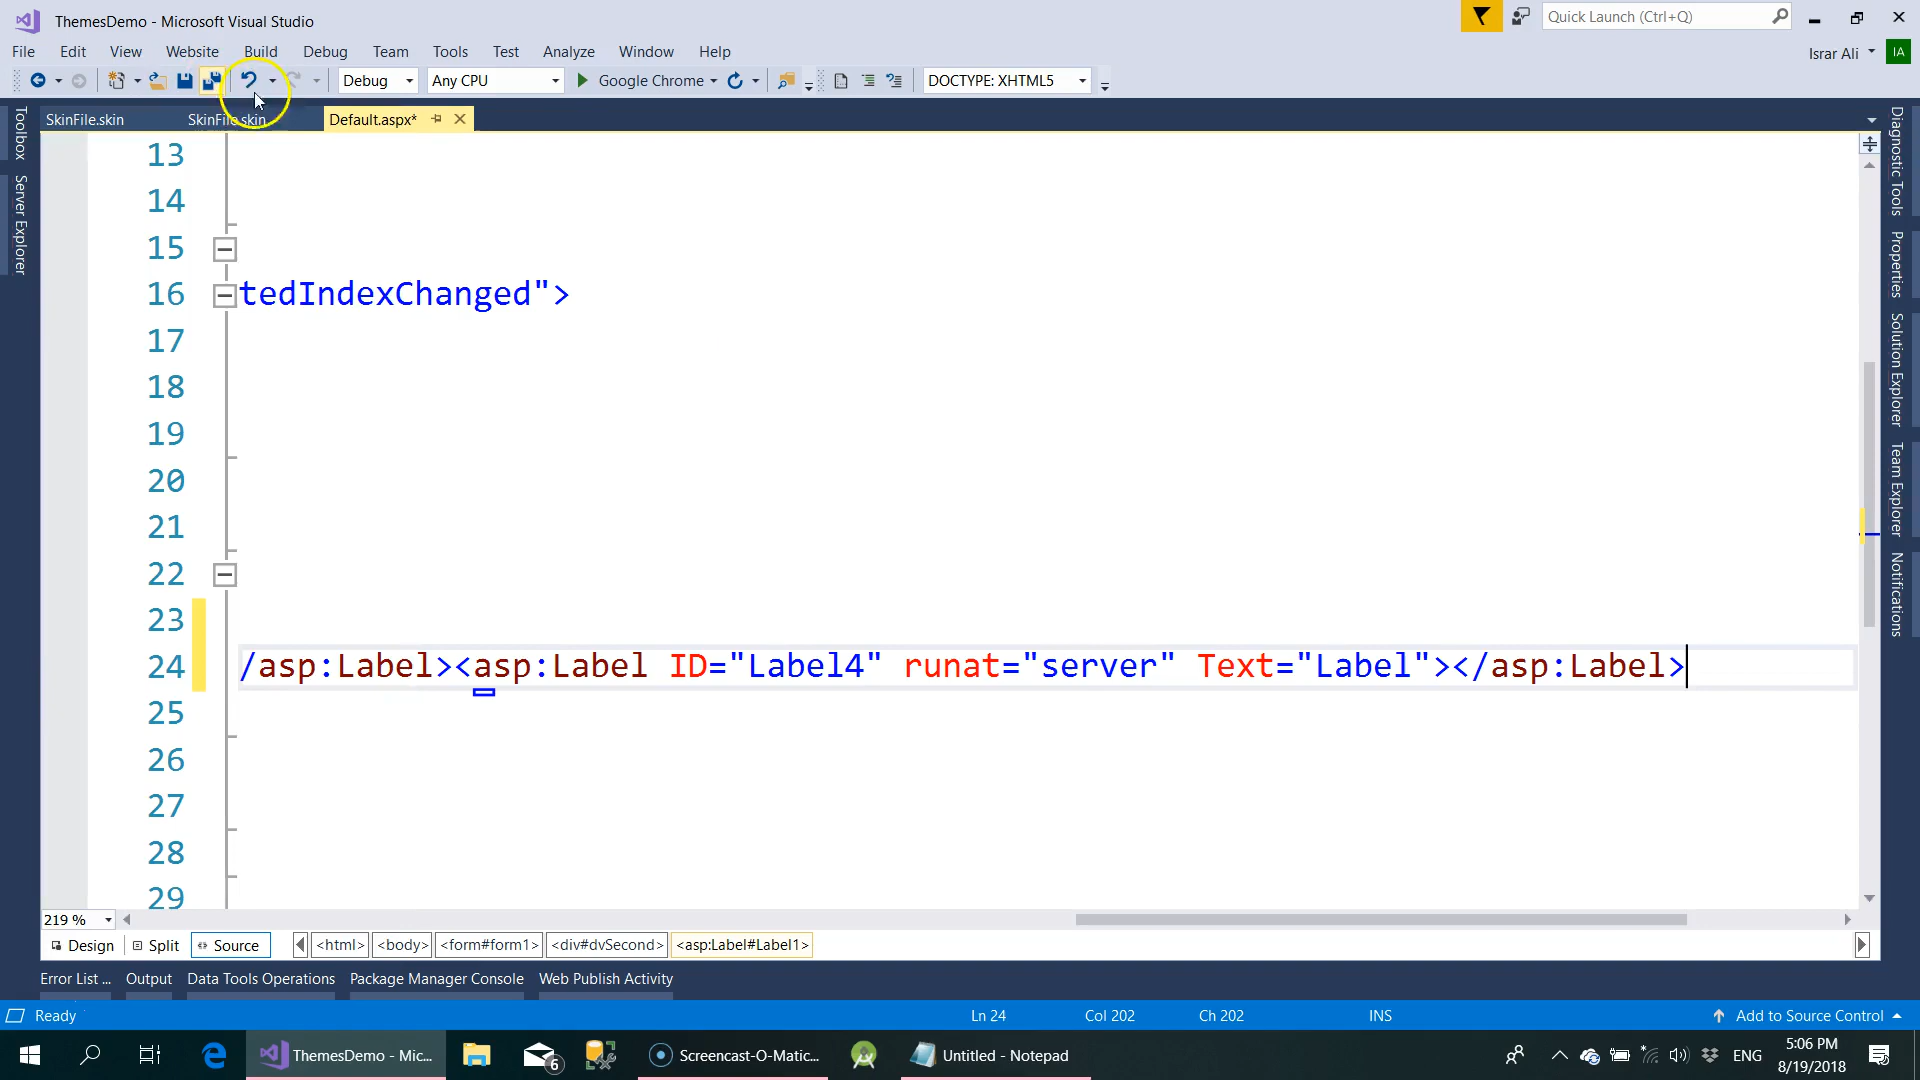 ThemesDemo - Microsoft Visual Studio
Quick Launch (Ctrl+Q)
File Edit View Website Build Debug Team Tools Test Analyze Window Help
Israr Ali IA
Debug Any CPU Google Chrome DOCTYPE: XHTML5
SkinFile.skin SkinFile.skin Default.aspx*
Toolbox
Server Explorer
Diagnostic Tools
Properties
Solution Explorer
Team Explorer
Notifications
13
14
15
16 tedIndexChanged">
17
18
19
20
21
22
23
24 /asp:Label><asp:Label ID="Label4" runat="server" Text="Label"></asp:Label>
25
26
27
28
29
219 %
Design Split Source <html> <body> <form#form1> <div#dvSecond> <asp:Label#Label1>
Error List ... Output Data Tools Operations Package Manager Console Web Publish Activity
Ready Ln 24 Col 202 Ch 202 INS Add to Source Control
ThemesDemo - Mic... 6 Screencast-O-Matic... Untitled - Notepad ENG
5:06 PM
8/19/2018